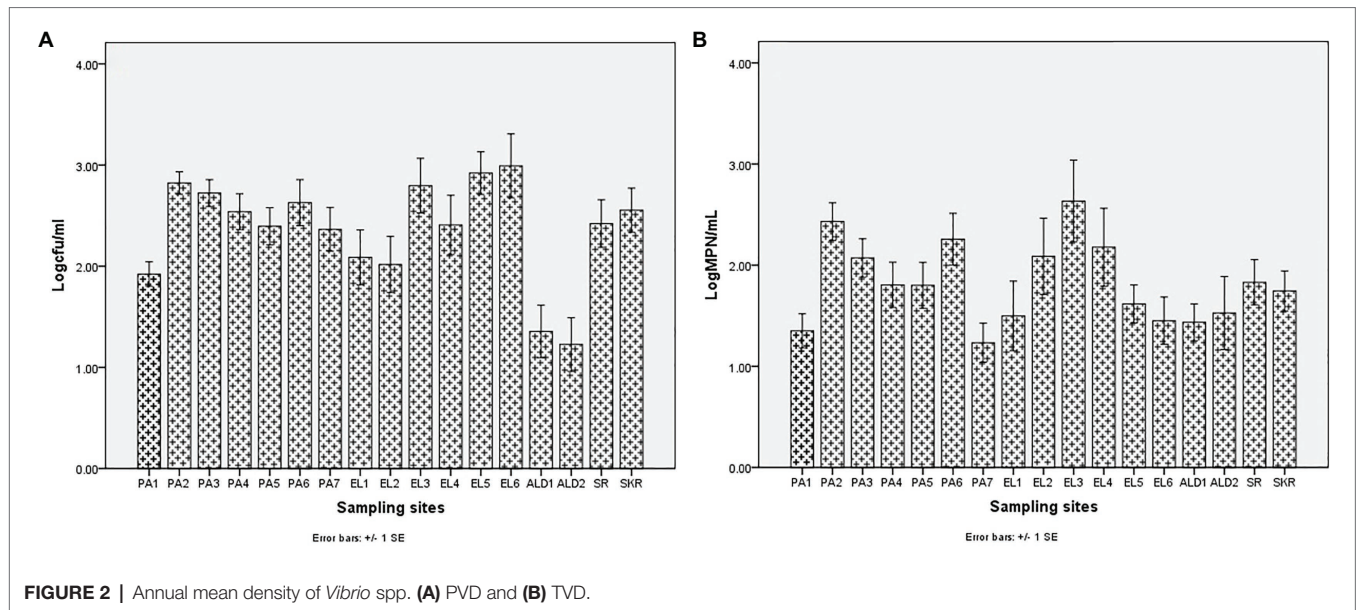 A
4.00
3.00
2.00
1.00
0.00
Logcfu/ml
PA1 PA2 PA3 PA4 PA5 PA6 PA7 EL1 EL2 EL3 EL4 EL5 EL6 ALD1 ALD2 SR SKR
Sampling sites
Error bars: +/- 1 SE
B
4.00
3.00
2.00
1.00
0.00
LogMPN/mL
PA1 PA2 PA3 PA4 PA5 PA6 PA7 EL1 EL2 EL3 EL4 EL5 EL6 ALD1 ALD2 SR SKR
Sampling sites
Error bars: +/- 1 SE
FIGURE 2 | Annual mean density of Vibrio spp. (A) PVD and (B) TVD.